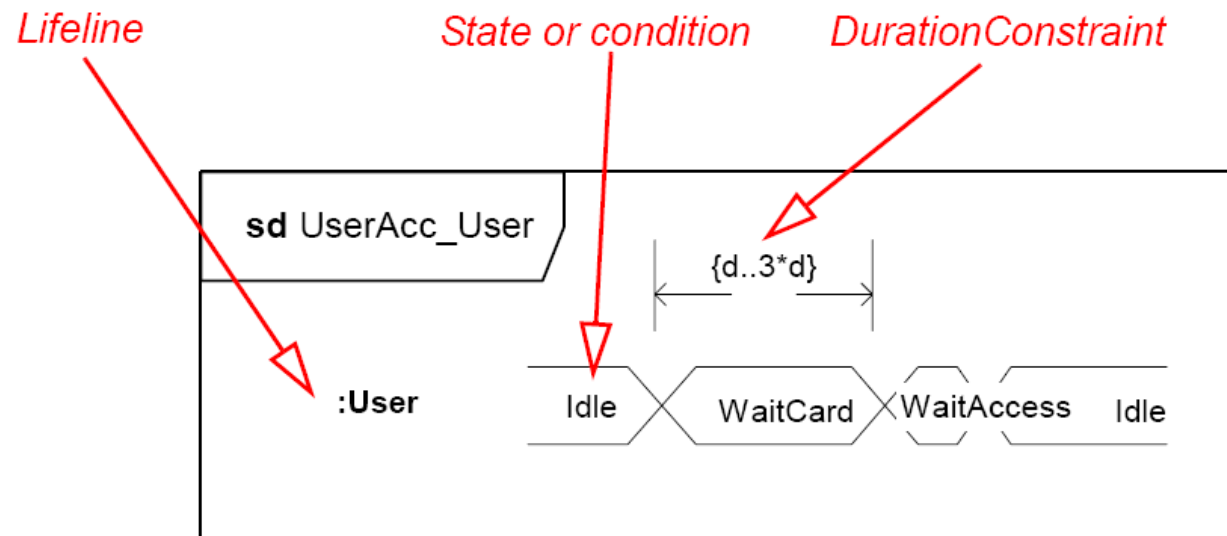 Lifeline
State or condition
DurationConstraint
sd UserAcc_User
{d..3*d}
:User
Idle
WaitCard
WaitAccess
Idle